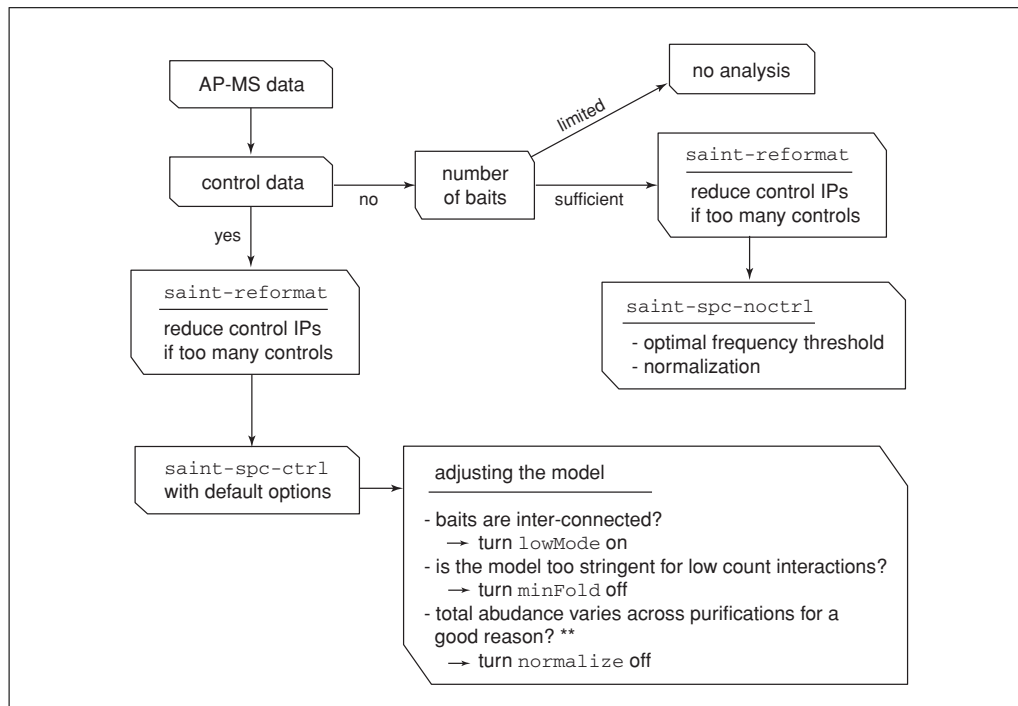 AP-MS data
no analysis
limited
control data
no
number
of baits
sufficient
saint-reformat
reduce control IPs
if too many controls
yes
saint-reformat
reduce control IPs
if too many controls
saint-spc-noctrl
- optimal frequency threshold
- normalization
saint-spc-ctrl
with default options
adjusting the model
- baits are inter-connected?
→ turn lowMode on
- is the model too stringent for low count interactions?
→ turn minFold off
- total abudance varies across purifications for a
good reason? **
→ turn normalize off